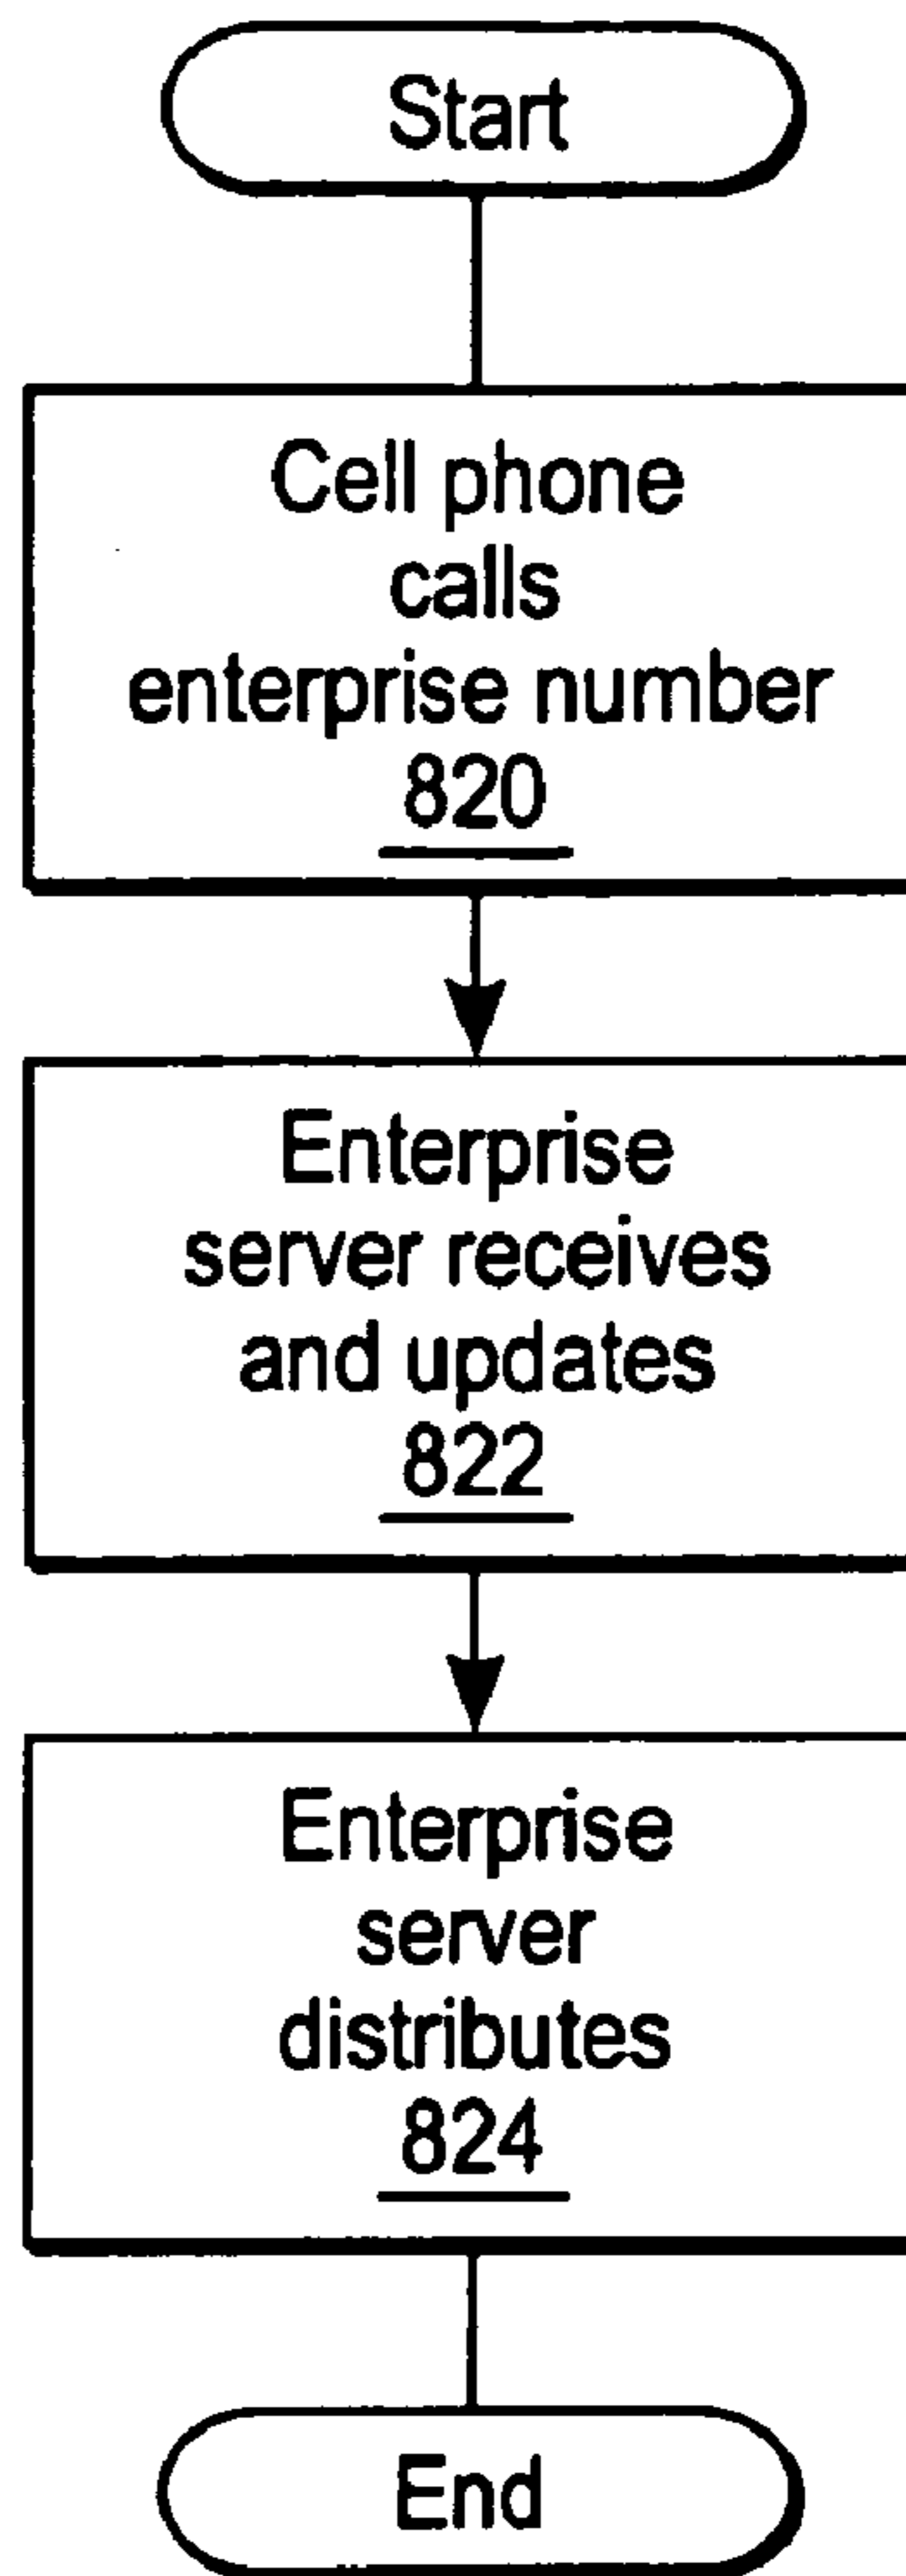 Start
Cell phone
calls
enterprise number
820
Enterprise
server receives
and updates
822
Enterprise
server
distributes
824
End